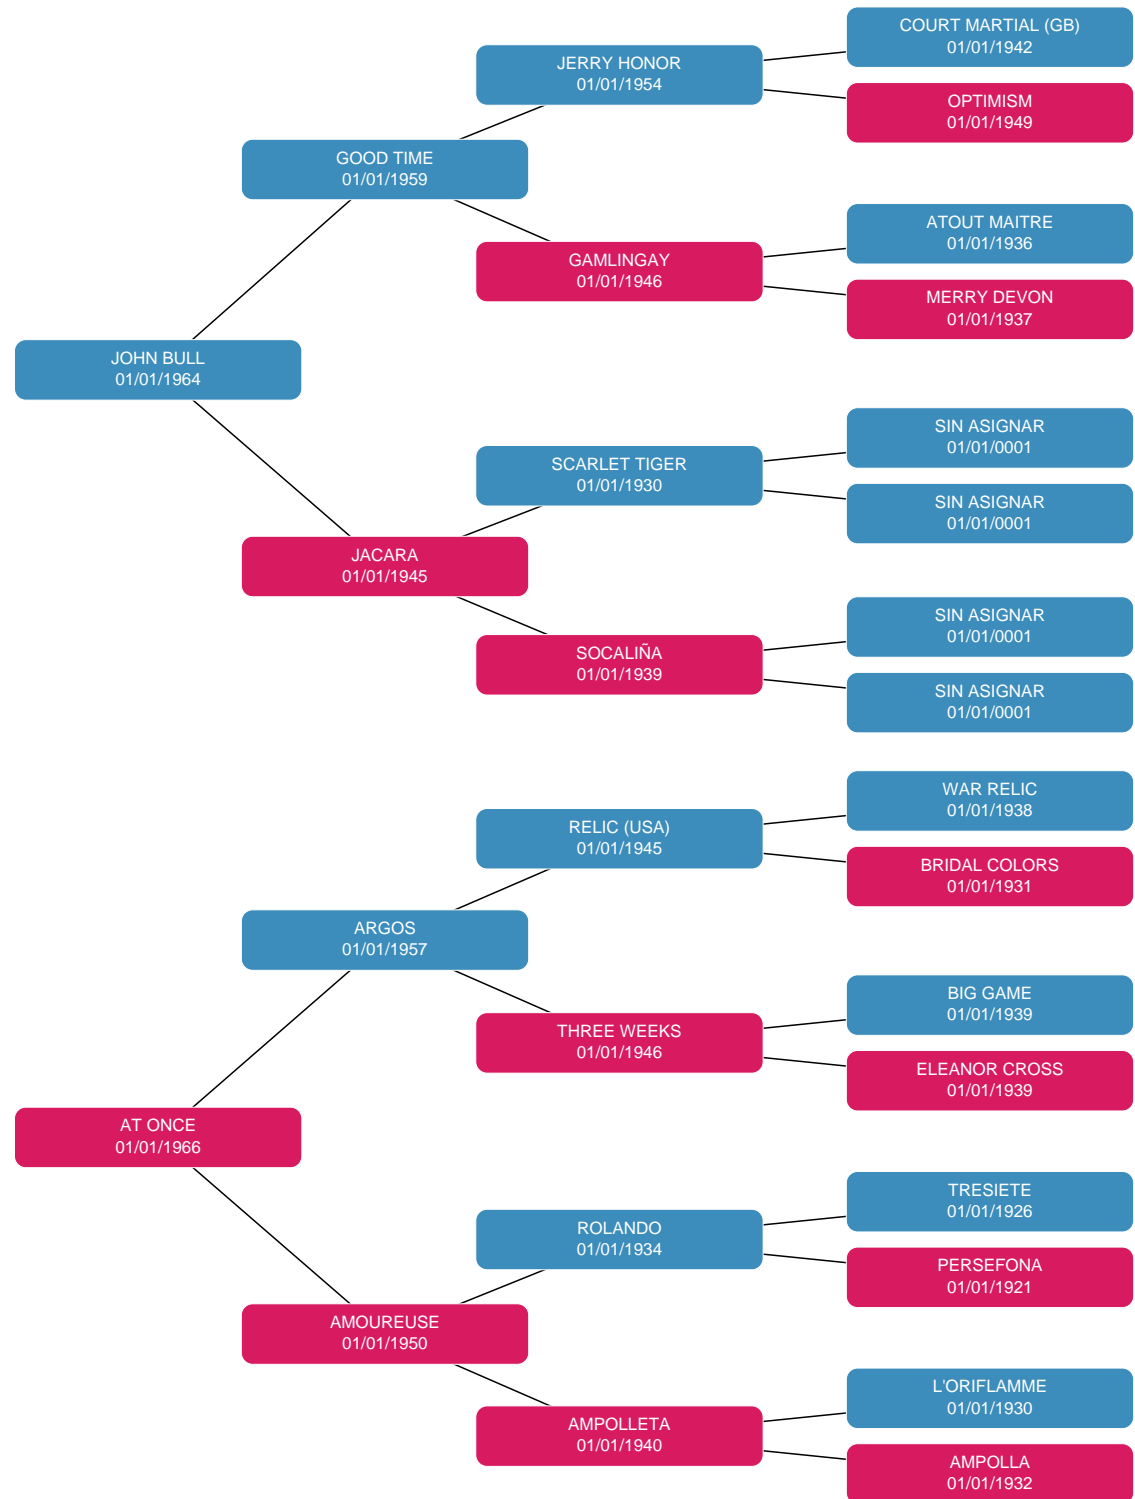 COURT MARTIAL (GB)
01/01/1942
JERRY HONOR
01/01/1954
OPTIMISM
01/01/1949
GOOD TIME
01/01/1959
ATOUT MAITRE
01/01/1936
GAMLINGAY
01/01/1946
MERRY DEVON
01/01/1937
JOHN BULL
01/01/1964
SIN ASIGNAR
01/01/0001
SCARLET TIGER
01/01/1930
SIN ASIGNAR
01/01/0001
JACARA
01/01/1945
SIN ASIGNAR
01/01/0001
SOCALIÑA
01/01/1939
SIN ASIGNAR
01/01/0001
WAR RELIC
01/01/1938
RELIC (USA)
01/01/1945
BRIDAL COLORS
01/01/1931
ARGOS
01/01/1957
BIG GAME
01/01/1939
THREE WEEKS
01/01/1946
ELEANOR CROSS
01/01/1939
AT ONCE
01/01/1966
TRESIETE
01/01/1926
ROLANDO
01/01/1934
PERSEFONA
01/01/1921
AMOUREUSE
01/01/1950
L'ORIFLAMME
01/01/1930
AMPOLLETA
01/01/1940
AMPOLLA
01/01/1932